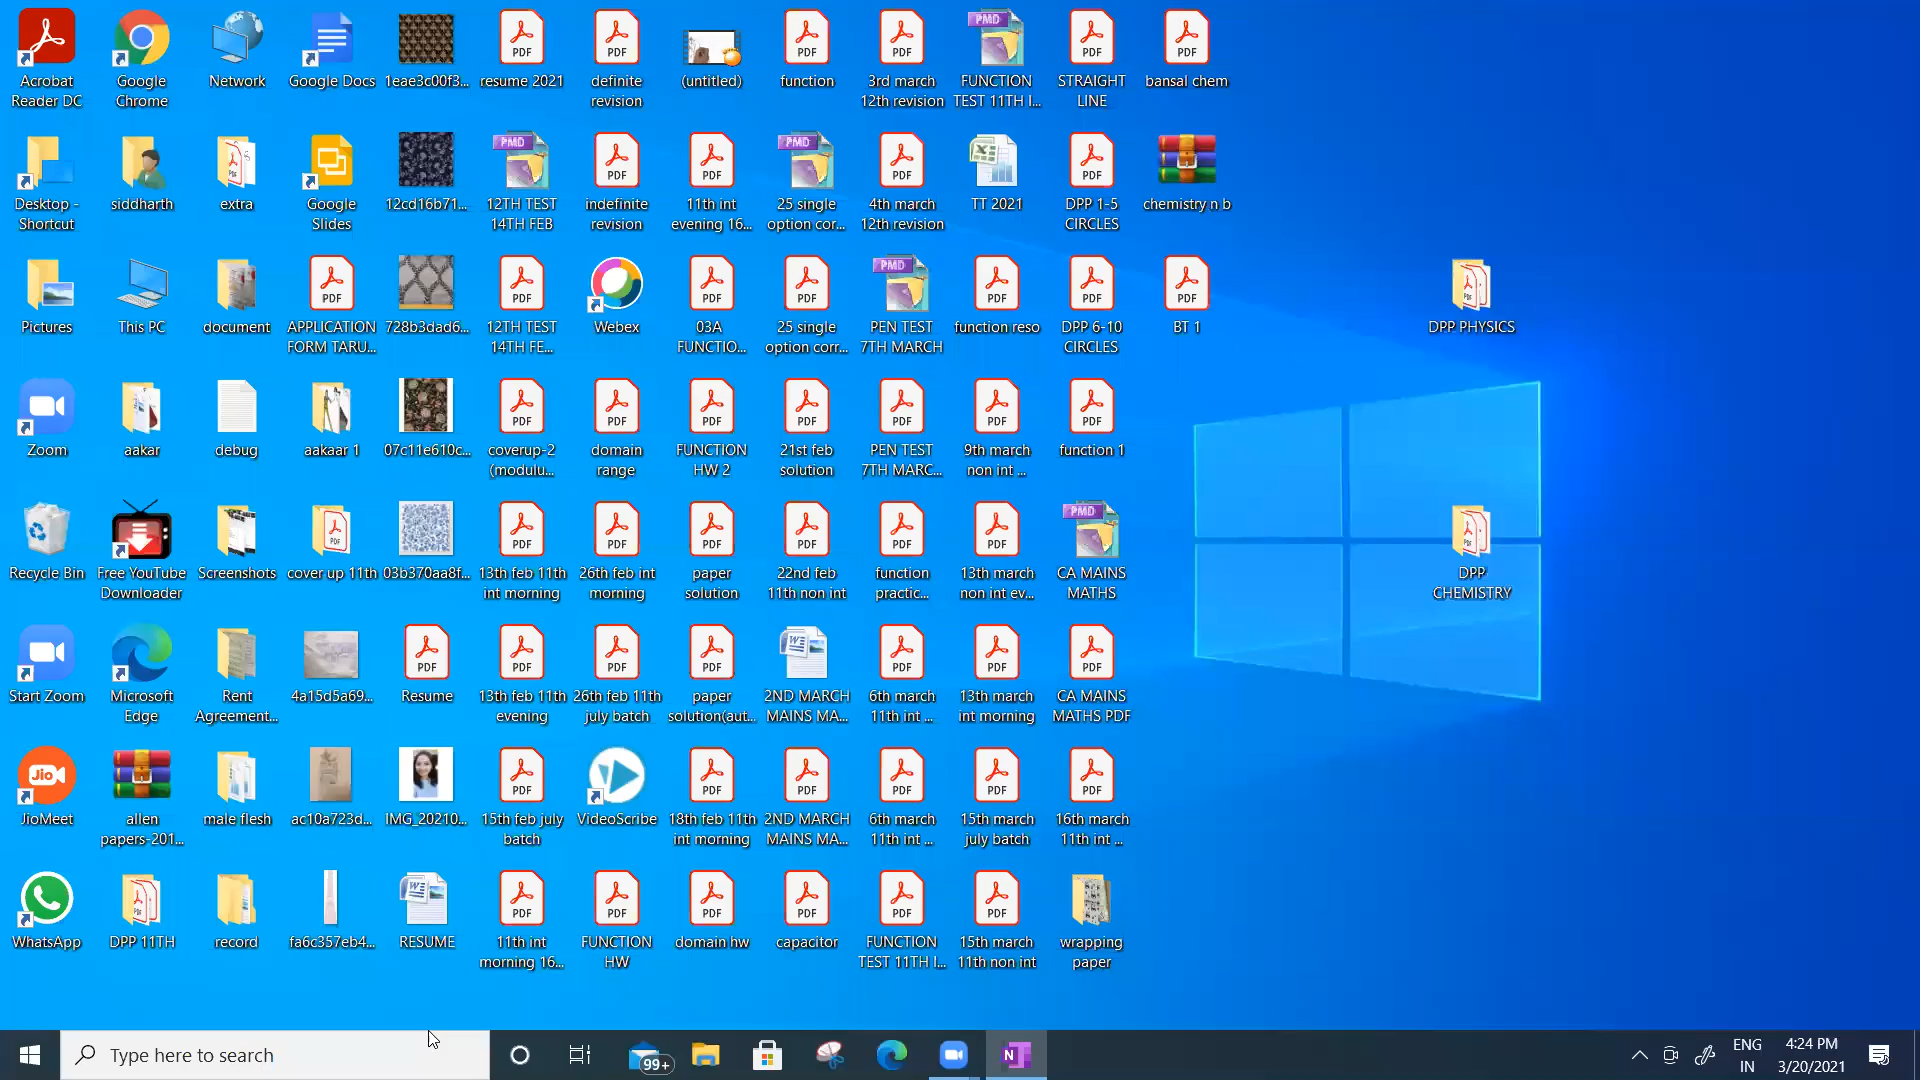 Acrobat
Reader DC
Google
Chrome
Network
Google Docs
1eae3c00f3...
resume 2021
definite
revision
(untitled)
function
3rd march
12th revision
FUNCTION
TEST 11TH I...
STRAIGHT
LINE
bansal chem
Desktop -
Shortcut
siddharth
extra
Google
Slides
12cd16b71...
12TH TEST
14TH FEB
indefinite
revision
11th int
evening 16...
25 single
option cor...
4th march
12th revision
TT 2021
DPP 1-5
CIRCLES
chemistry n b
Pictures
This PC
document
APPLICATION
FORM TARU...
728b3dad6...
12TH TEST
14TH FE...
Webex
03A
FUNCTIO...
25 single
option corr...
PEN TEST
7TH MARCH
function reso
DPP 6-10
CIRCLES
BT 1
DPP PHYSICS
Zoom
aakar
debug
aakaar 1
07c11e610c...
coverup-2
(modulu...
domain
range
FUNCTION
HW 2
21st feb
solution
PEN TEST
7TH MARC...
9th march
non int ...
function 1
Recycle Bin
Free YouTube
Downloader
Screenshots
cover up 11th
03b370aa8f...
13th feb 11th
int morning
26th feb int
morning
paper
solution
22nd feb
11th non int
function
practic...
13th march
non int ev...
CA MAINS
MATHS
DPP
CHEMISTRY
Start Zoom
Microsoft
Edge
Rent
Agreement...
4a15d5a69...
Resume
13th feb 11th
evening
26th feb 11th
july batch
paper
solution(aut...
2ND MARCH
MAINS MA...
6th march
11th int ...
13th march
int morning
CA MAINS
MATHS PDF
Jio
JioMeet
allen
papers-201...
male flesh
ac10a723d...
IMG_20210...
15th feb july
batch
VideoScribe
18th feb 11th
int morning
2ND MARCH
MAINS MA...
6th march
11th int ...
15th march
july batch
16th march
11th int ...
WhatsApp
DPP 11TH
record
fa6c357eb4...
RESUME
11th int
morning 16...
FUNCTION
HW
domain hw
capacitor
FUNCTION
TEST 11TH I...
15th march
11th non int
wrapping
paper
Type here to search
99+
N
ENG
IN
4:24 PM
3/20/2021